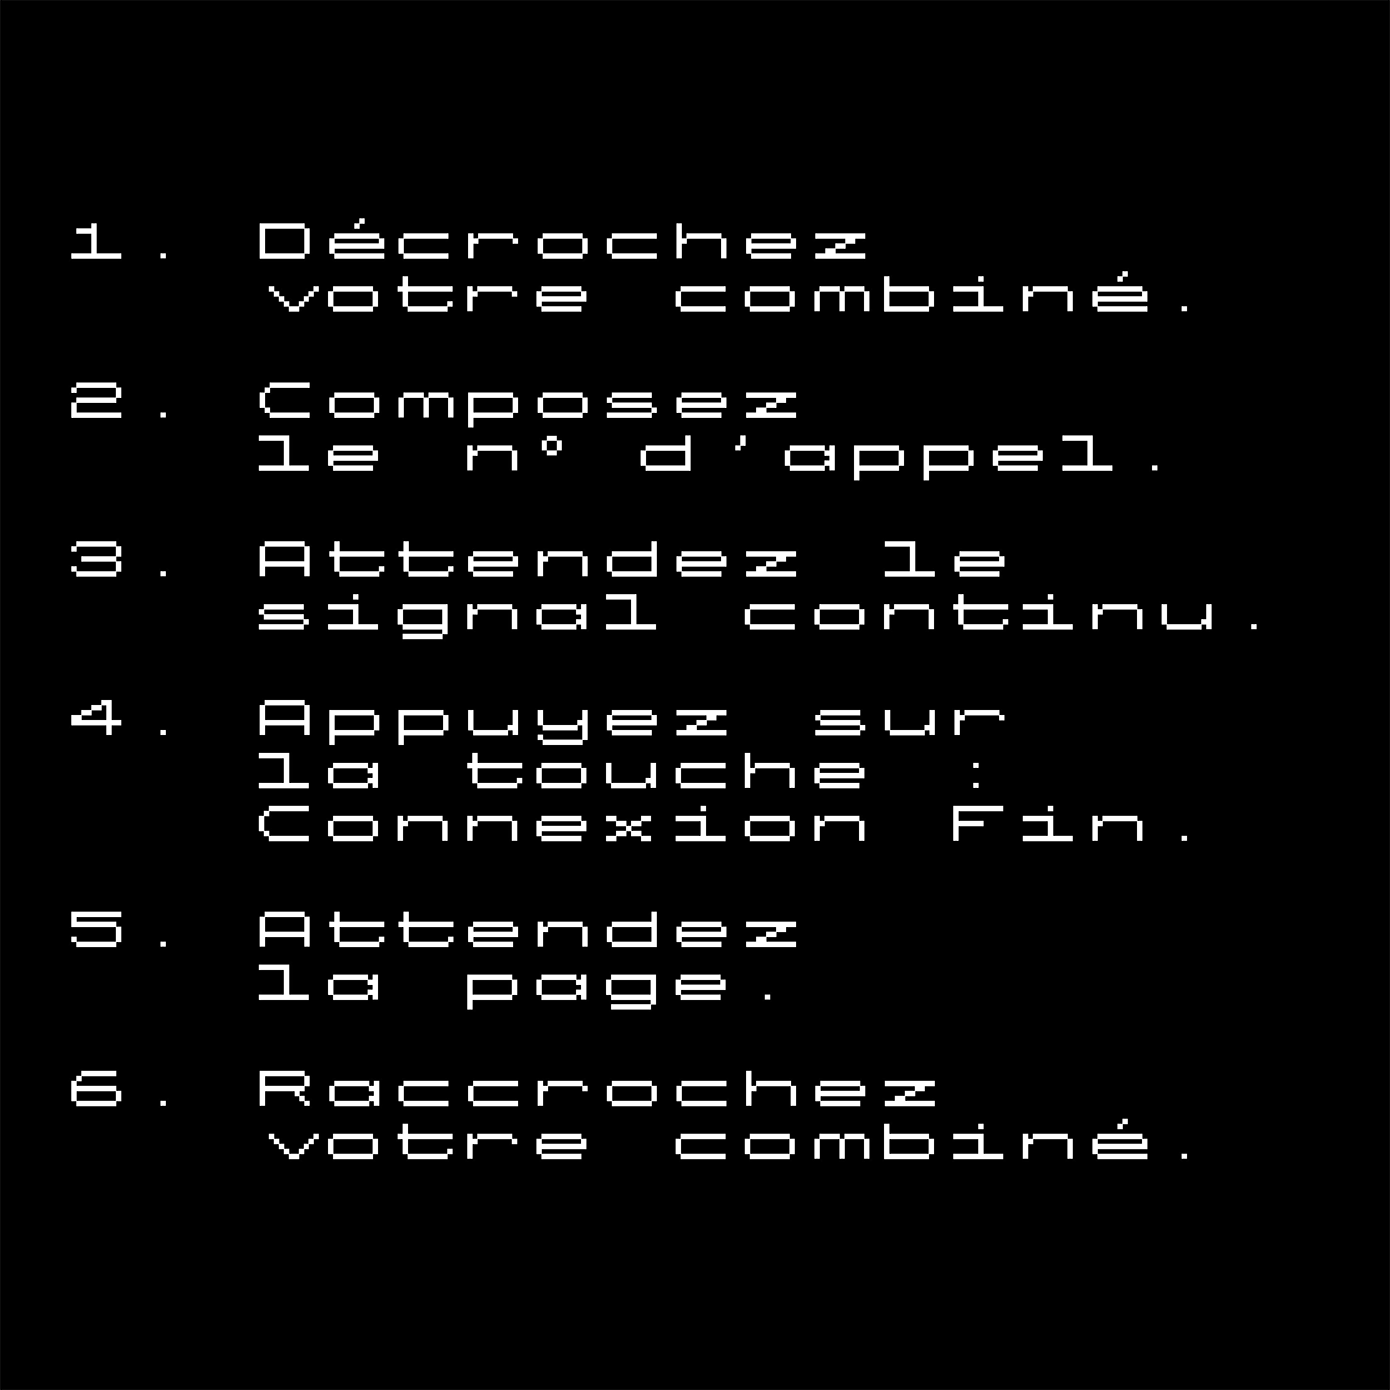 1. Décrochez
votre combiné.
2. Composez
le n° d'appel.
3. Attendez le
signal continu.
4. Appuyez sur
la touche :
Connexion Fin.
5. Attendez
la page.
6. Raccrochez
votre combiné.